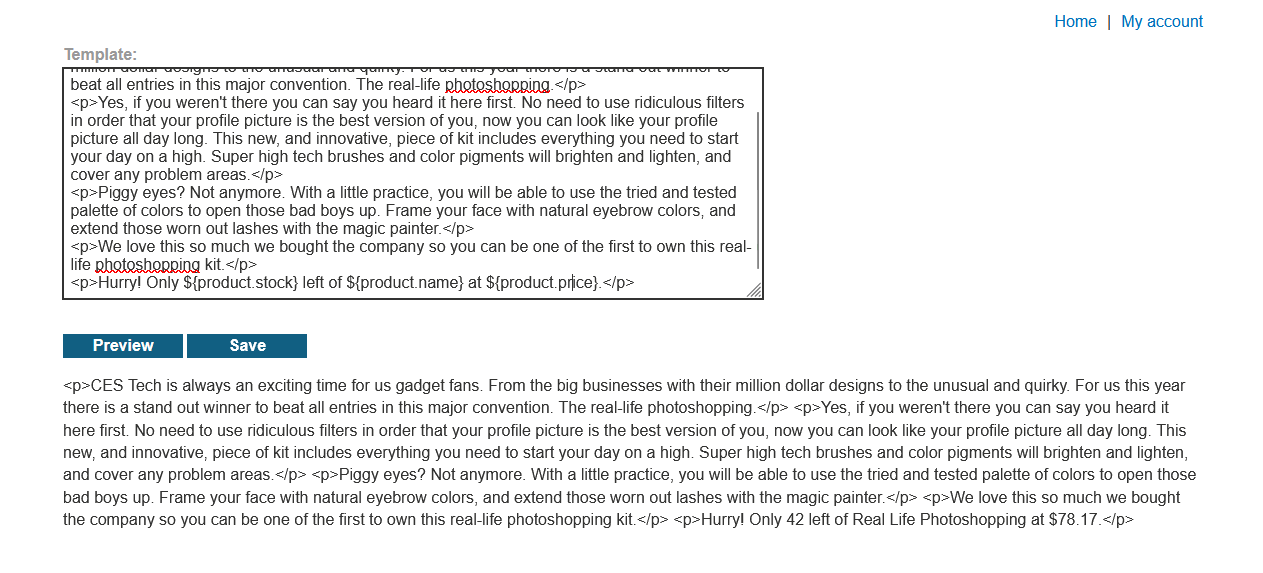 Home | My account
Template:
million dollar designs to the unusual and quirky. For us this year there is a stand out winner to
beat all entries in this major convention. The real-life photoshopping.</p>
<p>Yes, if you weren't there you can say you heard it here first. No need to use ridiculous filters
in order that your profile picture is the best version of you, now you can look like your profile
picture all day long. This new, and innovative, piece of kit includes everything you need to start
your day on a high. Super high tech brushes and color pigments will brighten and lighten, and
cover any problem areas.</p>
<p>Piggy eyes? Not anymore. With a little practice, you will be able to use the tried and tested
palette of colors to open those bad boys up. Frame your face with natural eyebrow colors, and
extend those worn out lashes with the magic painter.</p>
<p>We love this so much we bought the company so you can be one of the first to own this real-
life photoshopping kit.</p>
<p>Hurry! Only ${product.stock} left of ${product.name} at ${product.price}.</p>
Preview Save
<p>CES Tech is always an exciting time for us gadget fans. From the big businesses with their million dollar designs to the unusual and quirky. For us this year
there is a stand out winner to beat all entries in this major convention. The real-life photoshopping.</p> <p>Yes, if you weren't there you can say you heard it
here first. No need to use ridiculous filters in order that your profile picture is the best version of you, now you can look like your profile picture all day long. This
new, and innovative, piece of kit includes everything you need to start your day on a high. Super high tech brushes and color pigments will brighten and lighten,
and cover any problem areas.</p> <p>Piggy eyes? Not anymore. With a little practice, you will be able to use the tried and tested palette of colors to open those
bad boys up. Frame your face with natural eyebrow colors, and extend those worn out lashes with the magic painter.</p> <p>We love this so much we bought
the company so you can be one of the first to own this real-life photoshopping kit.</p> <p>Hurry! Only 42 left of Real Life Photoshopping at $78.17.</p>